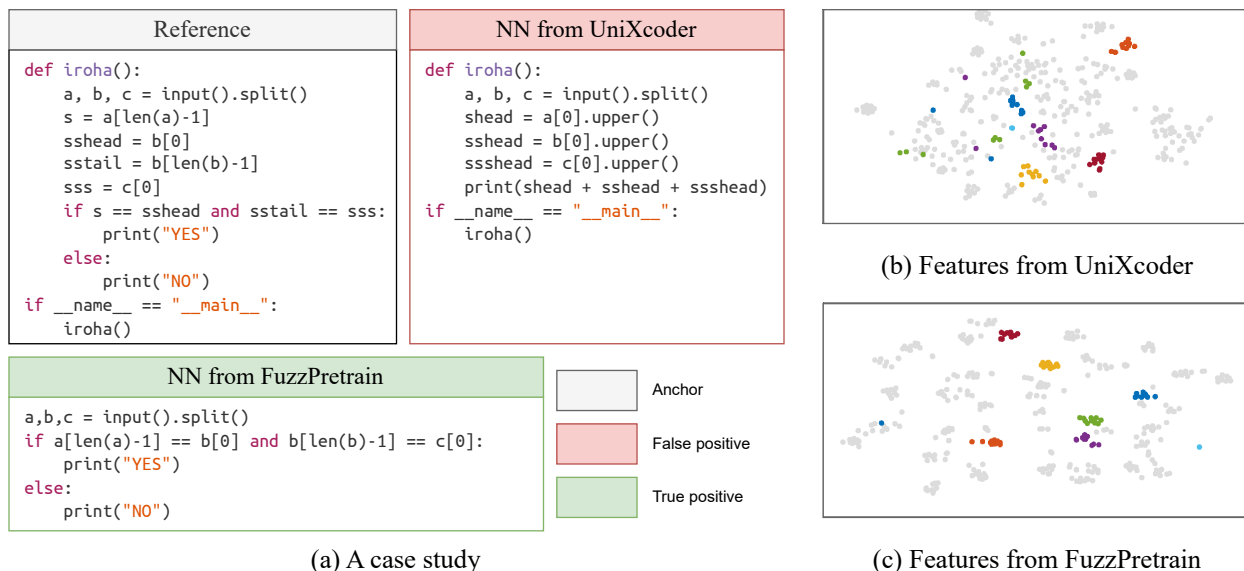 Reference
def iroha():
    a, b, c = input().split()
    s = a[len(a)-1]
    sshead = b[0]
    sstail = b[len(b)-1]
    sss = c[0]
    if s == sshead and sstail == sss:
        print("YES")
    else:
        print("NO")
if __name__ == "__main__":
    iroha()
NN from UniXcoder
def iroha():
    a, b, c = input().split()
    shead = a[0].upper()
    sshead = b[0].upper()
    ssshead = c[0].upper()
    print(shead + sshead + ssshead)
if __name__ == "__main__":
    iroha()
NN from FuzzPretrain
a,b,c = input().split()
if a[len(a)-1] == b[0] and b[len(b)-1] == c[0]:
    print("YES")
else:
    print("NO")
Anchor
False positive
True positive
(a) A case study
(b) Features from UniXcoder
(c) Features from FuzzPretrain